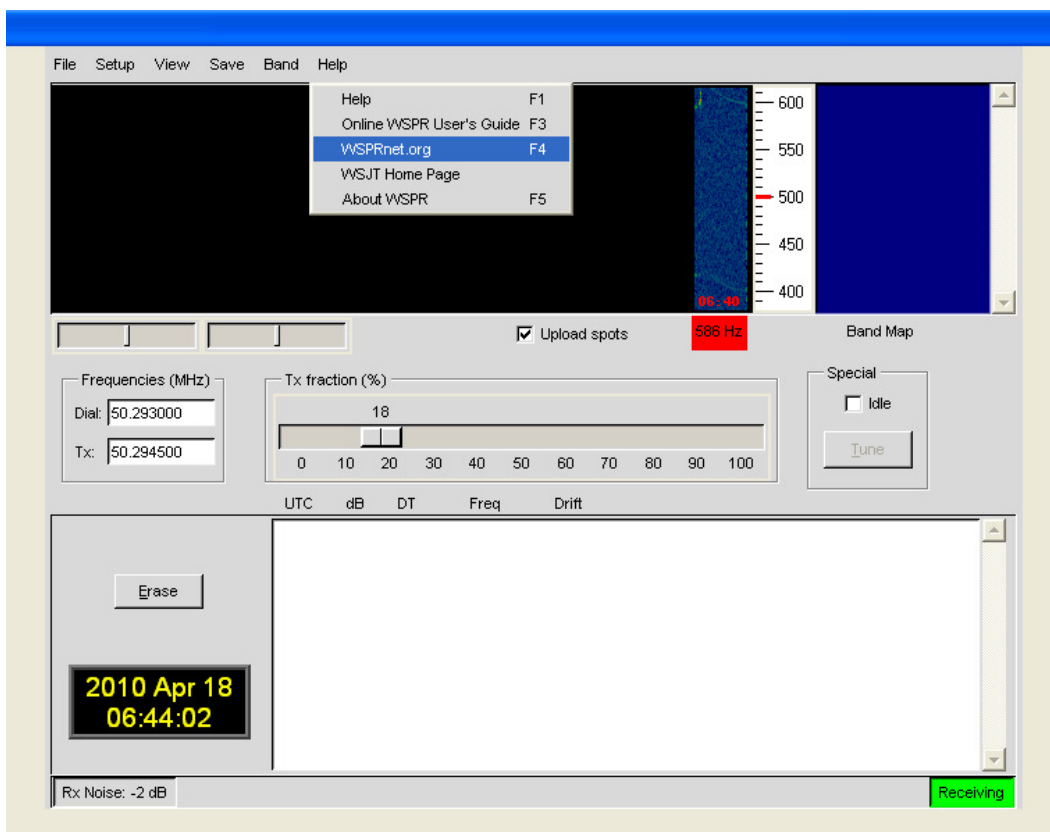 File Setup View Save Band Help
Help F1
Online WSPR User's Guide F3
WSPRnet.org F4
WSJT Home Page
About WSPR F5
600
550
500
450
400
06:40
Upload spots
586 Hz
Band Map
Frequencies (MHz)
Dial: 50.293000
Tx: 50.294500
Tx fraction (%)
18
0 10 20 30 40 50 60 70 80 90 100
Special
Idle
Tune
UTC dB DT Freq Drift
Erase
2010 Apr 18
06:44:02
Rx Noise: -2 dB
Receiving